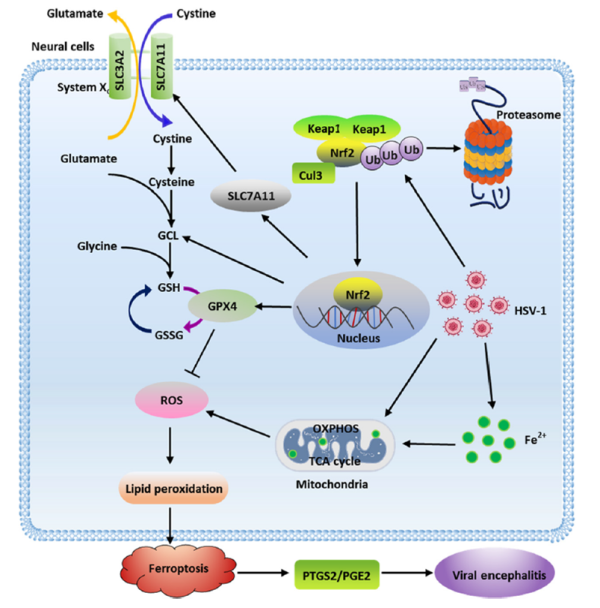 Glutamate
Cystine
Neural cells
SLC3A2
SLC7A11
System Xc
Cystine
Glutamate
Cysteine
GCL
Glycine
GSH
GSSG
GPX4
SLC7A11
Keap1 Keap1
Nrf2
Ub Ub Ub
Cul3
Proteasome
Nrf2
Nucleus
HSV-1
ROS
OXPHOS
TCA cycle
Mitochondria
Fe2+
Lipid peroxidation
Ferroptosis
PTGS2/PGE2
Viral encephalitis